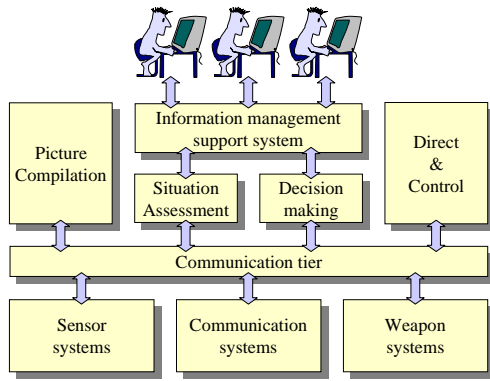 Information management
support system
Picture
Compilation
Direct
&
Control
Situation
Assessment
Decision
making
Communication tier
Sensor
systems
Communication
systems
Weapon
systems